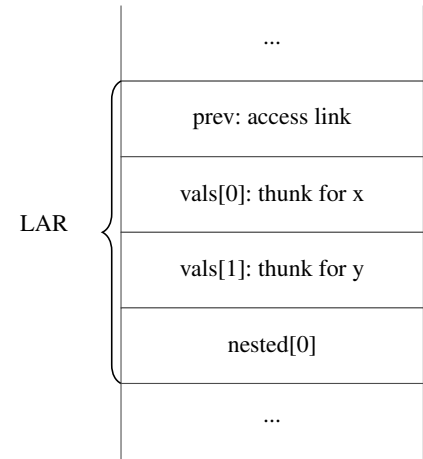 ...
prev: access link
vals[0]: thunk for x
LAR
vals[1]: thunk for y
nested[0]
...